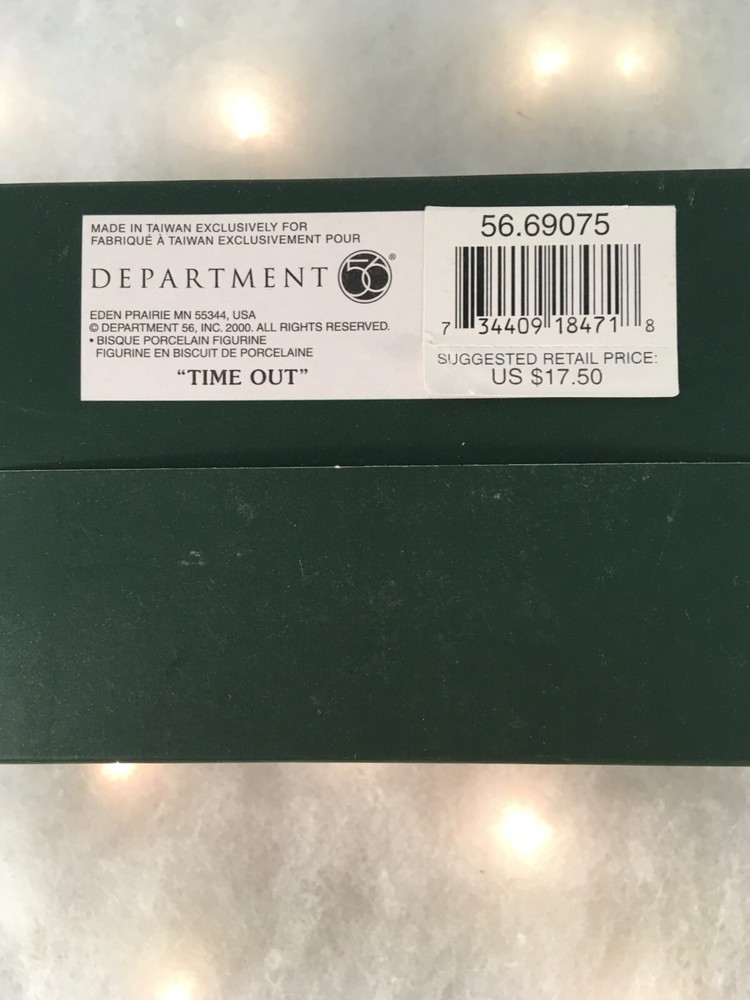 MADE IN TAIWAN EXCLUSIVELY FOR
FABRIQUÉ À TAIWAN EXCLUSIVEMENT POUR
DEPARTMENT 56®
EDEN PRAIRIE MN 55344, USA
© DEPARTMENT 56, INC. 2000. ALL RIGHTS RESERVED.
• BISQUE PORCELAIN FIGURINE
FIGURINE EN BISCUIT DE PORCELAINE
“TIME OUT”
56.69075
7 34409 18471 8
SUGGESTED RETAIL PRICE:
US $17.50